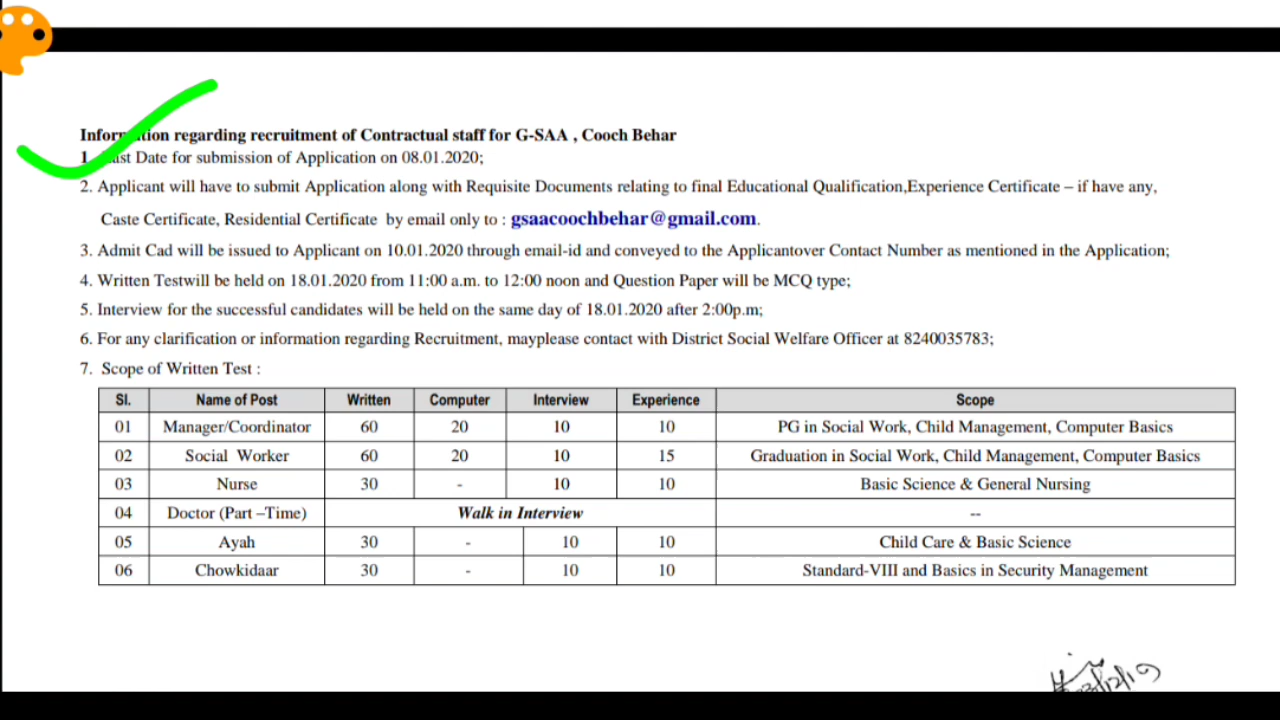 Information regarding recruitment of Contractual staff for G-SAA , Cooch Behar
1. Last Date for submission of Application on 08.01.2020;
2. Applicant will have to submit Application along with Requisite Documents relating to final Educational Qualification,Experience Certificate – if have any,
Caste Certificate, Residential Certificate by email only to : gsaacoochbehar@gmail.com.
3. Admit Cad will be issued to Applicant on 10.01.2020 through email-id and conveyed to the Applicantover Contact Number as mentioned in the Application;
4. Written Testwill be held on 18.01.2020 from 11:00 a.m. to 12:00 noon and Question Paper will be MCQ type;
5. Interview for the successful candidates will be held on the same day of 18.01.2020 after 2:00p.m;
6. For any clarification or information regarding Recruitment, mayplease contact with District Social Welfare Officer at 8240035783;
7. Scope of Written Test :
Sl. Name of Post Written Computer Interview Experience Scope
01 Manager/Coordinator 60 20 10 10 PG in Social Work, Child Management, Computer Basics
02 Social Worker 60 20 10 15 Graduation in Social Work, Child Management, Computer Basics
03 Nurse 30 - 10 10 Basic Science & General Nursing
04 Doctor (Part –Time) Walk in Interview --
05 Ayah 30 - 10 10 Child Care & Basic Science
06 Chowkidaar 30 - 10 10 Standard-VIII and Basics in Security Management